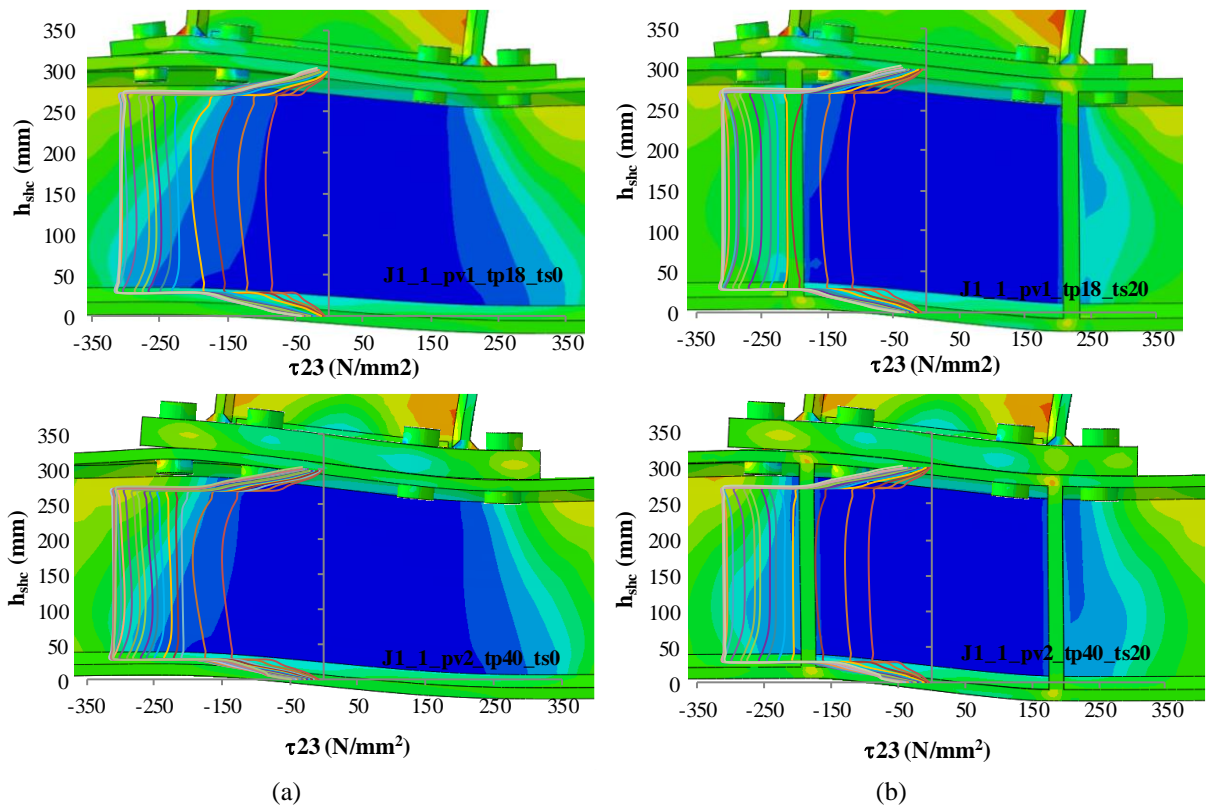 350
300
250
200
150
100
50
0
h_shc (mm)
J1_1_pv1_tp18_ts0
-350 -250 -150 -50 50 150 250 350
τ23 (N/mm2)
350
300
250
200
150
100
50
0
h_shc (mm)
J1_1_pv1_tp18_ts20
-350 -250 -150 -50 50 150 250 350
τ23 (N/mm2)
350
300
250
200
150
100
50
0
h_shc (mm)
J1_1_pv2_tp40_ts0
-350 -250 -150 -50 50 150 250 350
τ23 (N/mm²)
(a)
350
300
250
200
150
100
50
0
h_shc (mm)
J1_1_pv2_tp40_ts20
-350 -250 -150 -50 50 150 250 350
τ23 (N/mm²)
(b)